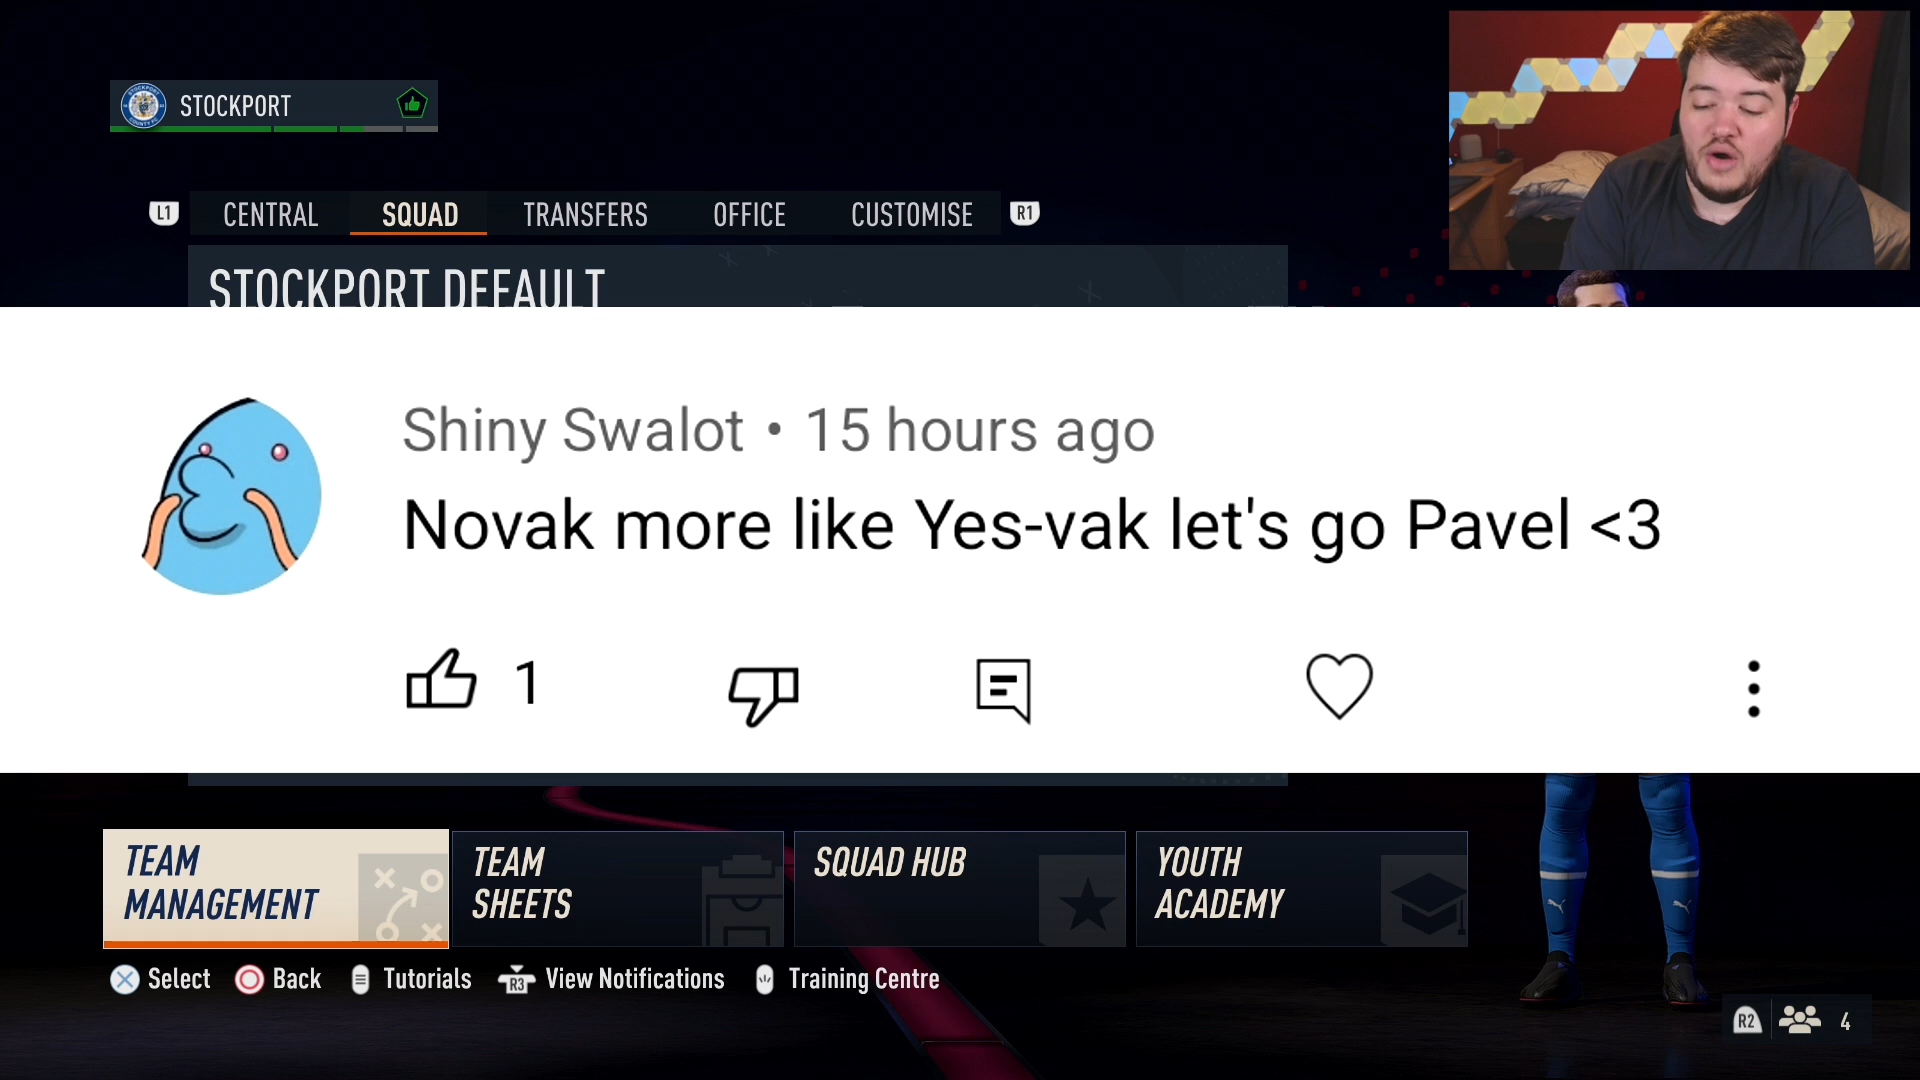 STOCKPORT
L1
CENTRAL
SQUAD
TRANSFERS
OFFICE
CUSTOMISE
R1
STOCKPORT DEFAULT
Shiny Swalot • 15 hours ago
Novak more like Yes-vak let's go Pavel <3
1
TEAM
MANAGEMENT
TEAM
SHEETS
SQUAD HUB
YOUTH
ACADEMY
Select
Back
Tutorials
R3
View Notifications
Training Centre
R2
4